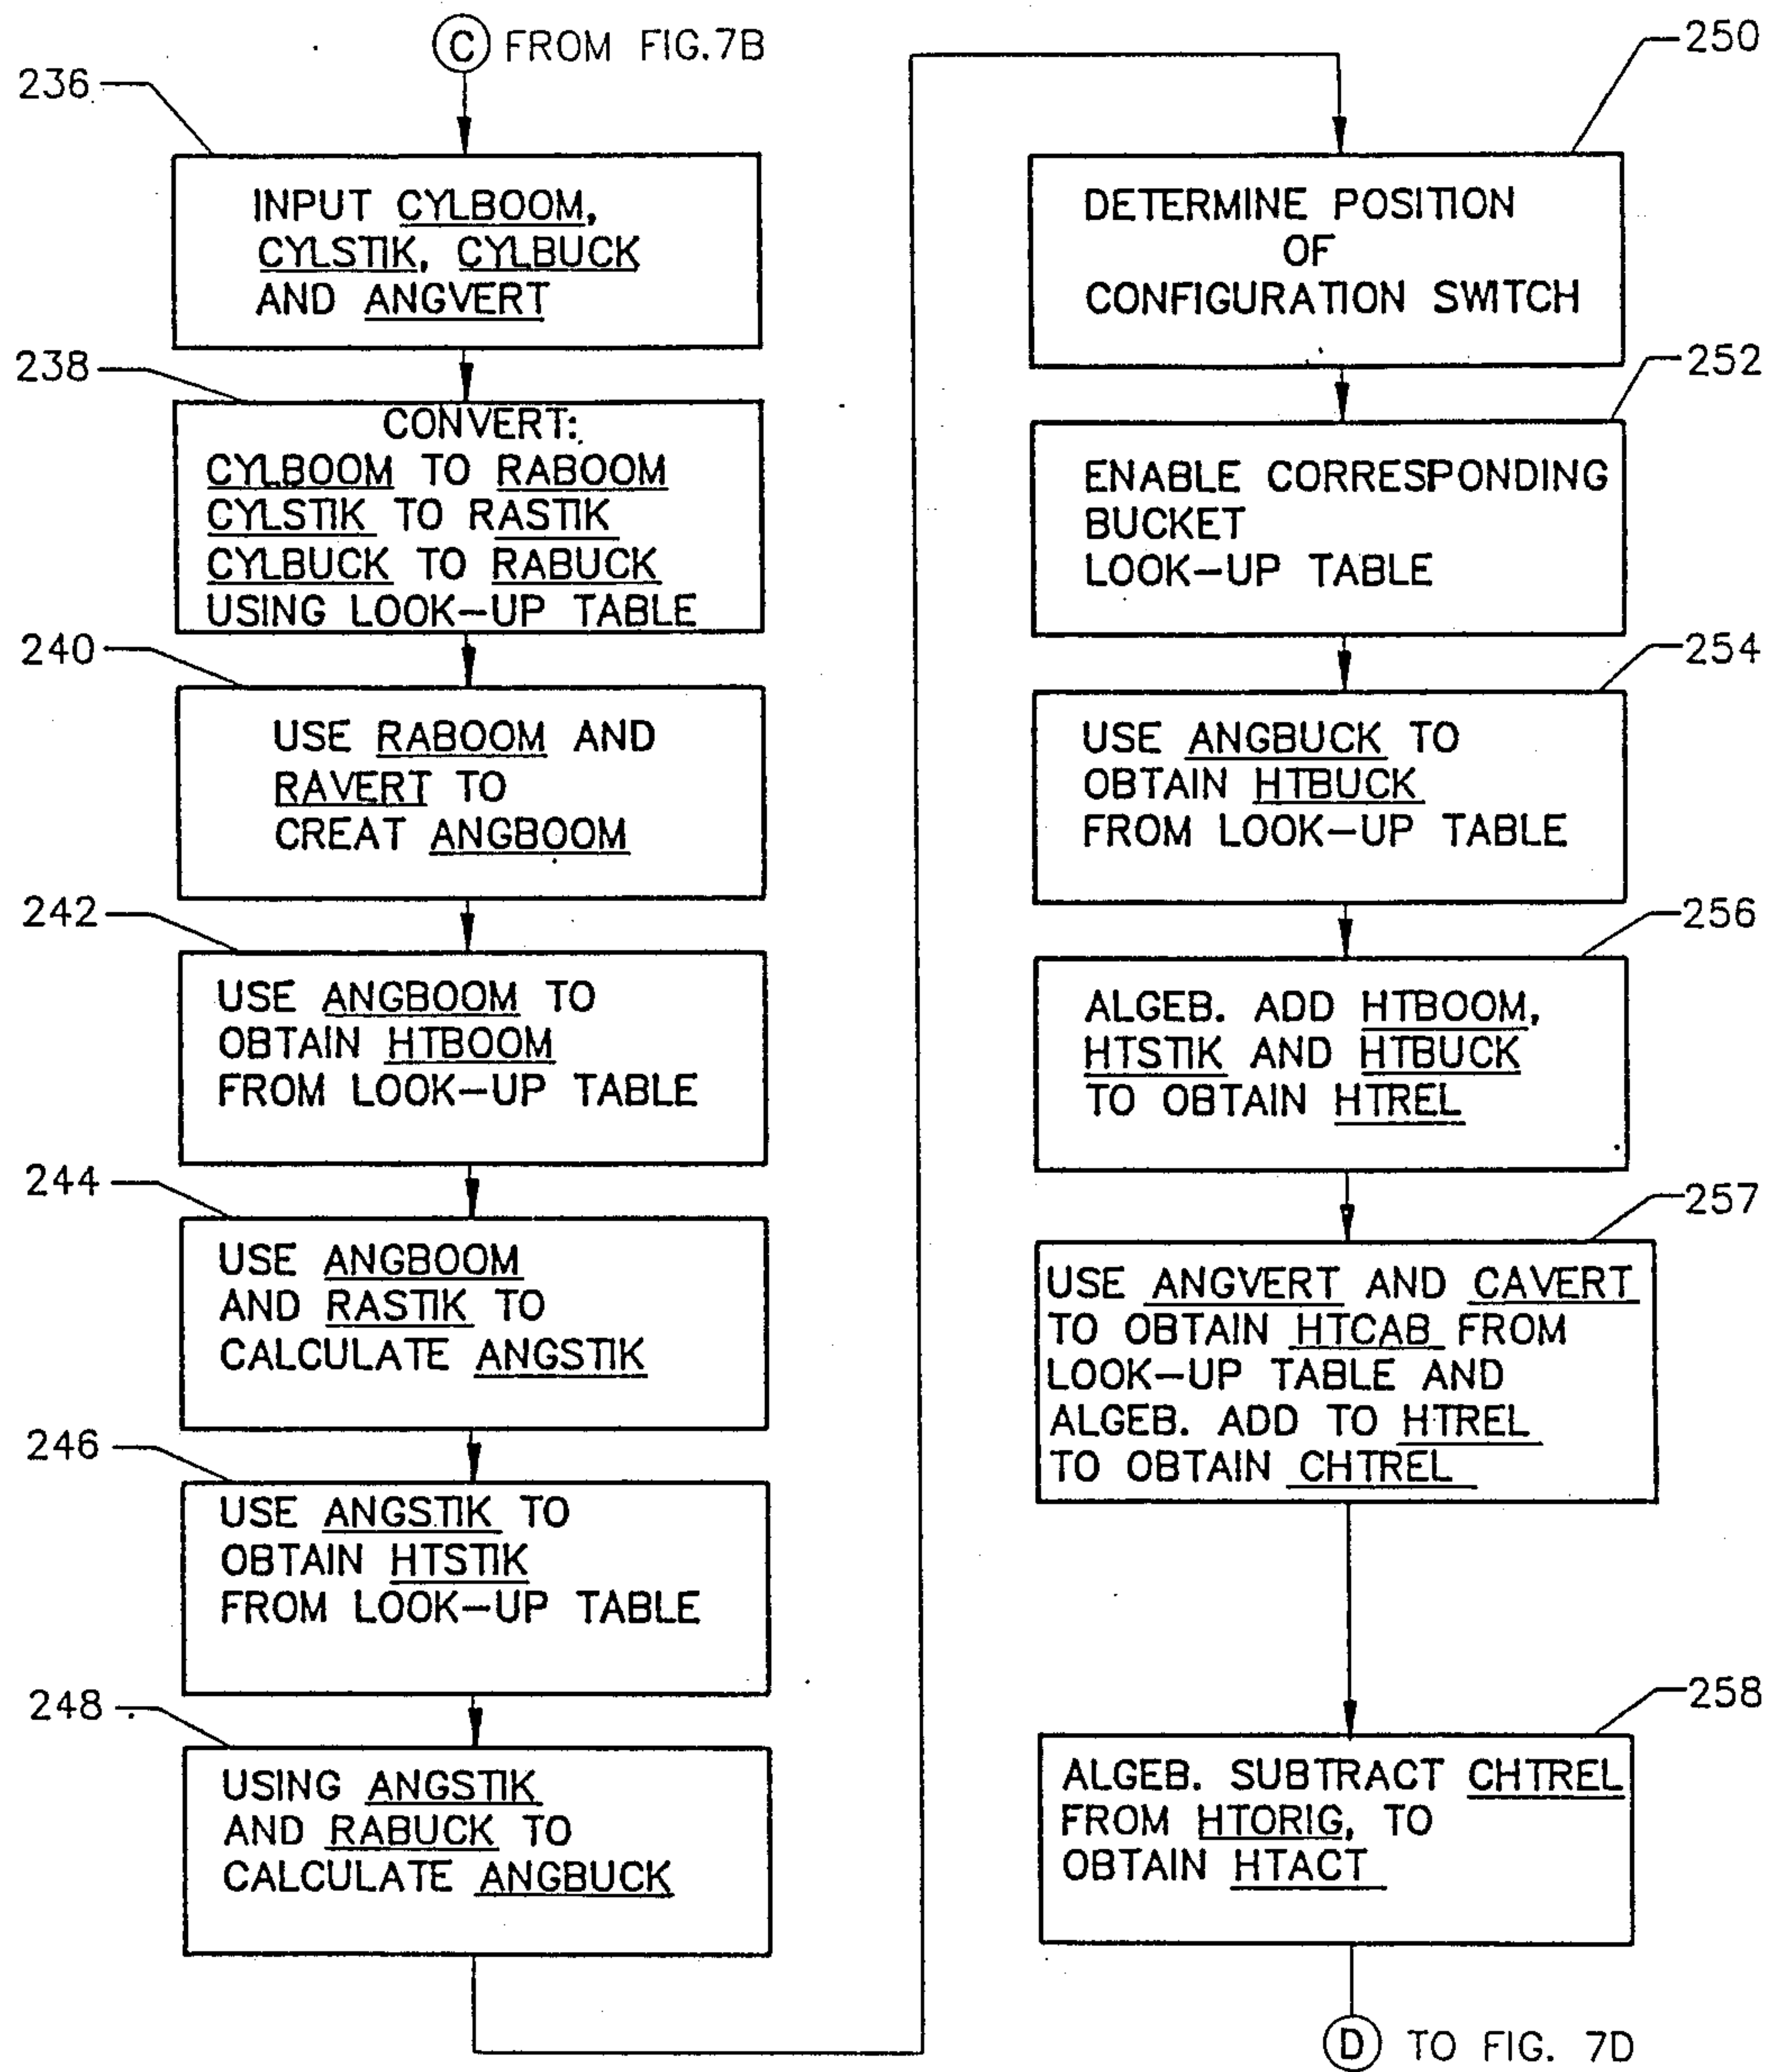 C FROM FIG.7B
236
INPUT CYLBOOM,
CYLSTIK, CYLBUCK
AND ANGVERT
238
CONVERT:
CYLBOOM TO RABOOM
CYLSTIK TO RASTIK
CYLBUCK TO RABUCK
USING LOOK-UP TABLE
240
USE RABOOM AND
RAVERT TO
CREAT ANGBOOM
242
USE ANGBOOM TO
OBTAIN HTBOOM
FROM LOOK-UP TABLE
244
USE ANGBOOM
AND RASTIK TO
CALCULATE ANGSTIK
246
USE ANGSTIK TO
OBTAIN HTSTIK
FROM LOOK-UP TABLE
248
USING ANGSTIK
AND RABUCK TO
CALCULATE ANGBUCK
250
DETERMINE POSITION
OF
CONFIGURATION SWITCH
252
ENABLE CORRESPONDING
BUCKET
LOOK-UP TABLE
254
USE ANGBUCK TO
OBTAIN HTBUCK
FROM LOOK-UP TABLE
256
ALGEB. ADD HTBOOM,
HTSTIK AND HTBUCK
TO OBTAIN HTREL
257
USE ANGVERT AND CAVERT
TO OBTAIN HTCAB FROM
LOOK-UP TABLE AND
ALGEB. ADD TO HTREL
TO OBTAIN CHTREL
258
ALGEB. SUBTRACT CHTREL
FROM HTORIG, TO
OBTAIN HTACT
D TO FIG. 7D